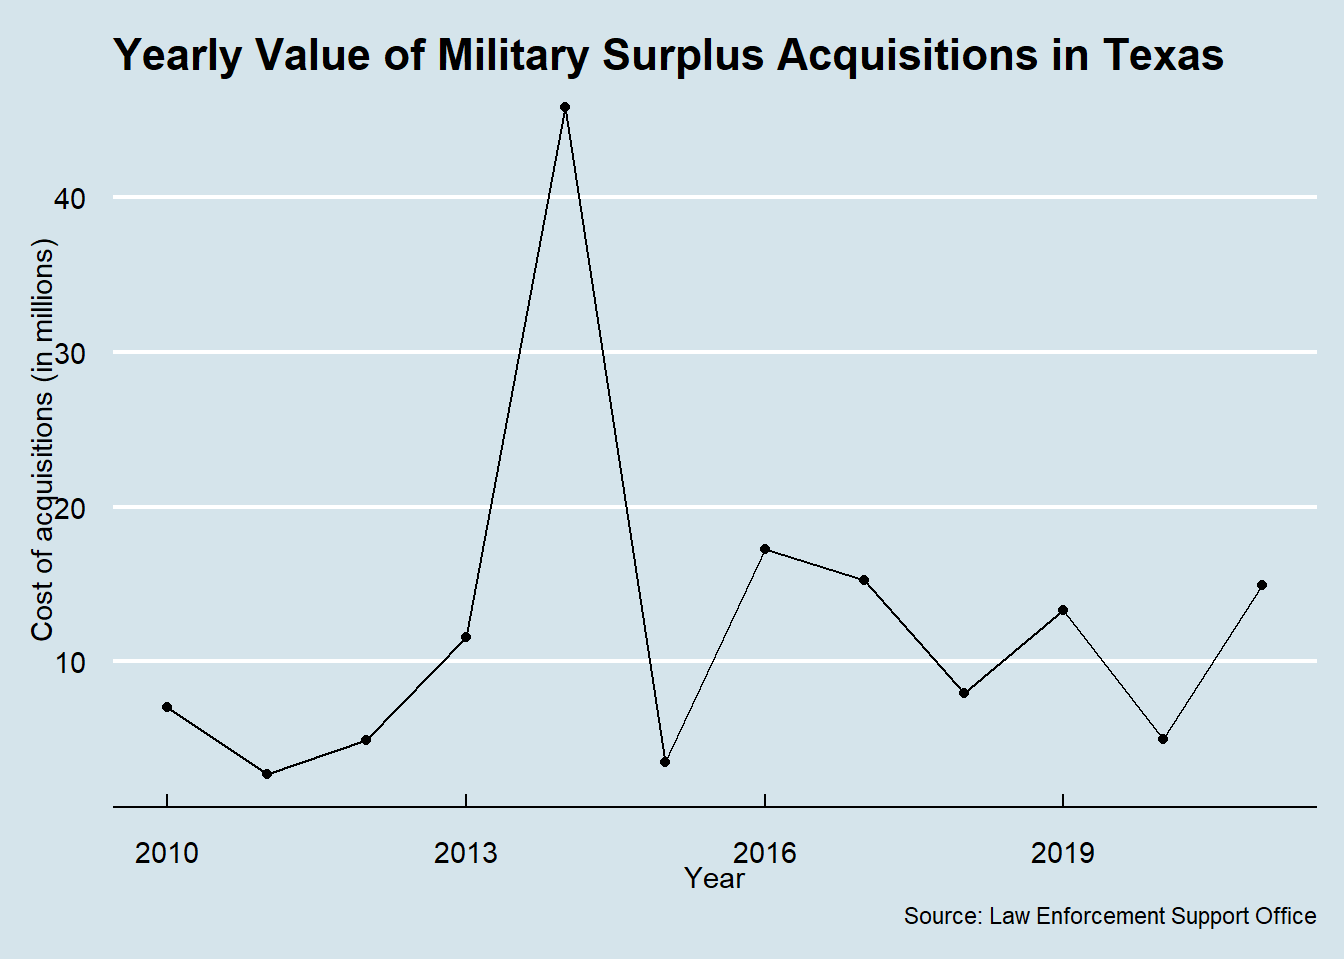 Yearly Value of Military Surplus Acquisitions in Texas
Cost of acquisitions (in millions)
40
30
20
10
2010
2013
2016
2019
Year
Source: Law Enforcement Support Office